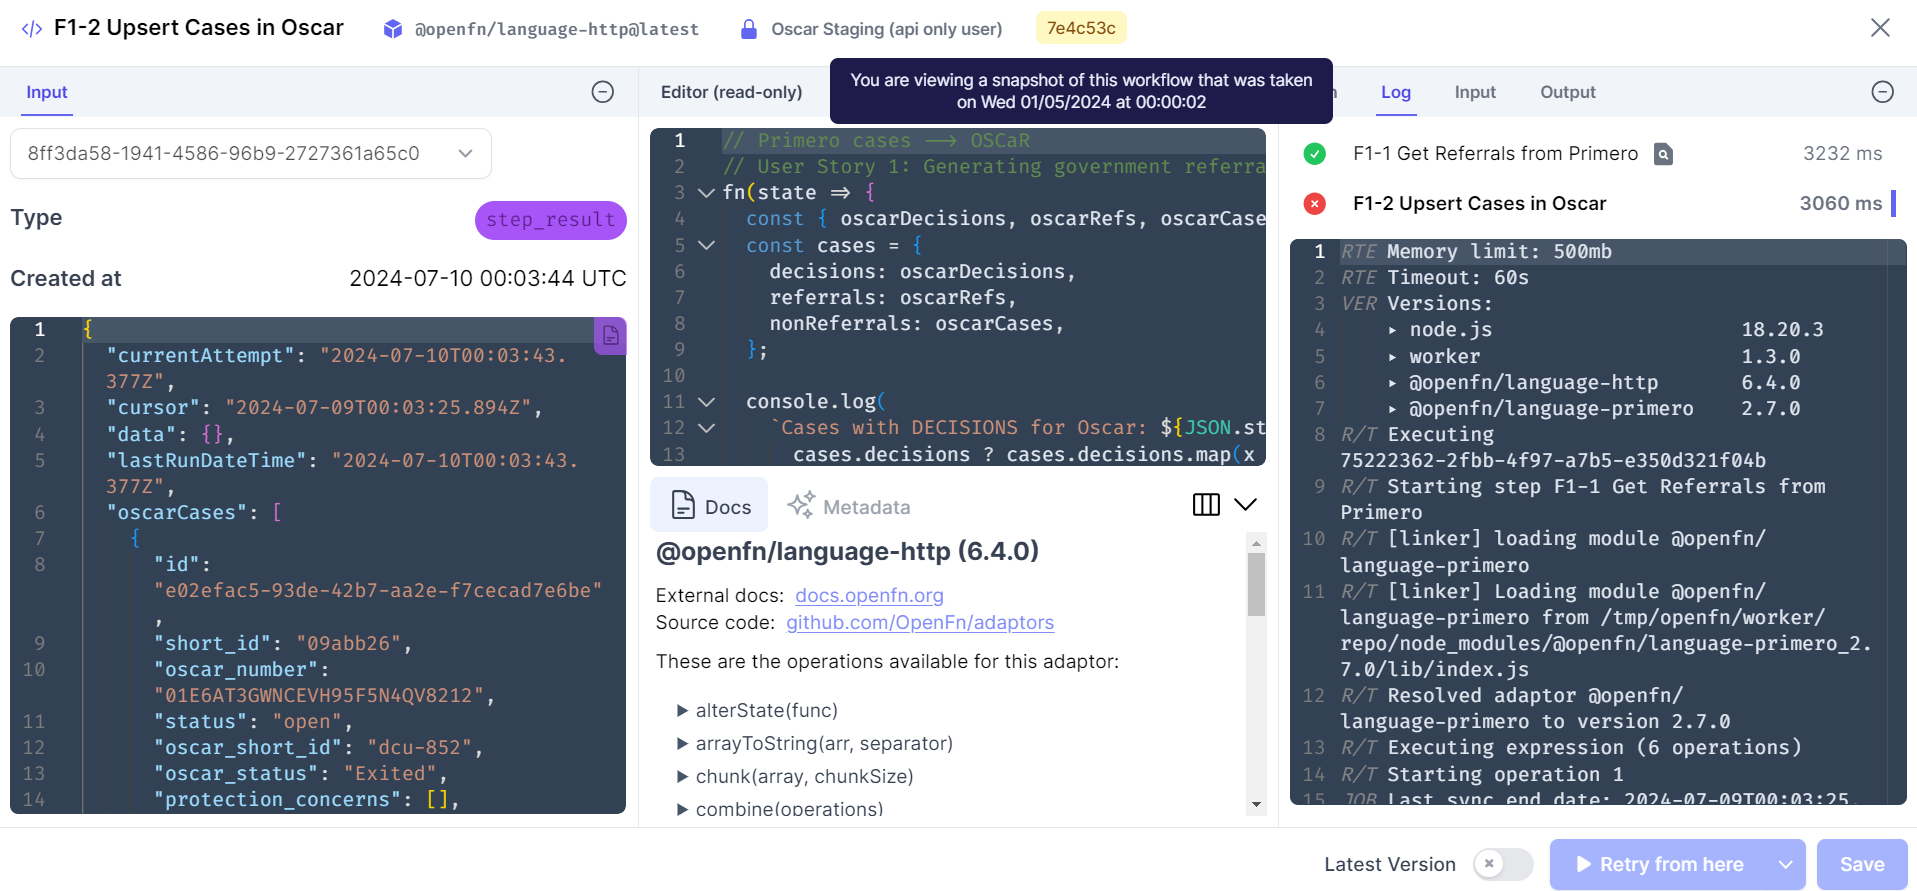 F1-2 Upsert Cases in Oscar
@openfn/language-http@latest
Oscar Staging (api only user)
7e4c53c
You are viewing a snapshot of this workflow that was taken
on Wed 01/05/2024 at 00:00:02
Input
8ff3da58-1941-4586-96b9-2727361a65c0
Type
step_result
Created at
2024-07-10 00:03:44 UTC
1 {
2 "currentAttempt": "2024-07-10T00:03:43.
377Z",
3 "cursor": "2024-07-09T00:03:25.894Z",
4 "data": {},
5 "lastRunDateTime": "2024-07-10T00:03:43.
377Z",
6 "oscarCases": [
7 {
8 "id":
"e02efac5-93de-42b7-aa2e-f7cecad7e6be"
,
9 "short_id": "09abb26",
10 "oscar_number":
"01E6AT3GWNCEVH95F5N4QV8212",
11 "status": "open",
12 "oscar_short_id": "dcu-852",
13 "oscar_status": "Exited",
14 "protection_concerns": [],
Editor (read-only)
1 // Primero cases --> OSCaR
2 // User Story 1: Generating government referra
3 fn(state => {
4 const { oscarDecisions, oscarRefs, oscarCase
5 const cases = {
6 decisions: oscarDecisions,
7 referrals: oscarRefs,
8 nonReferrals: oscarCases,
9 };
10
11 console.log(
12 `Cases with DECISIONS for Oscar: ${JSON.st
13 cases.decisions ? cases.decisions.map(x
Docs
Metadata
@openfn/language-http (6.4.0)
External docs: docs.openfn.org
Source code: github.com/OpenFn/adaptors
These are the operations available for this adaptor:
▶ alterState(func)
▶ arrayToString(arr, separator)
▶ chunk(array, chunkSize)
▶ combine(operations)
n
Log
Input
Output
F1-1 Get Referrals from Primero
3232 ms
F1-2 Upsert Cases in Oscar
3060 ms
1 RTE Memory limit: 500mb
2 RTE Timeout: 60s
3 VER Versions:
4 ▸ node.js 18.20.3
5 ▸ worker 1.3.0
6 ▸ @openfn/language-http 6.4.0
7 ▸ @openfn/language-primero 2.7.0
8 R/T Executing
75222362-2fbb-4f97-a7b5-e350d321f04b
9 R/T Starting step F1-1 Get Referrals from
Primero
10 R/T [linker] loading module @openfn/
language-primero
11 R/T [linker] Loading module @openfn/
language-primero from /tmp/openfn/worker/
repo/node_modules/@openfn/language-primero_2.
7.0/lib/index.js
12 R/T Resolved adaptor @openfn/
language-primero to version 2.7.0
13 R/T Executing expression (6 operations)
14 R/T Starting operation 1
15 JOB Last sync end date: 2024-07-09T00:03:25.
Latest Version
Retry from here
Save